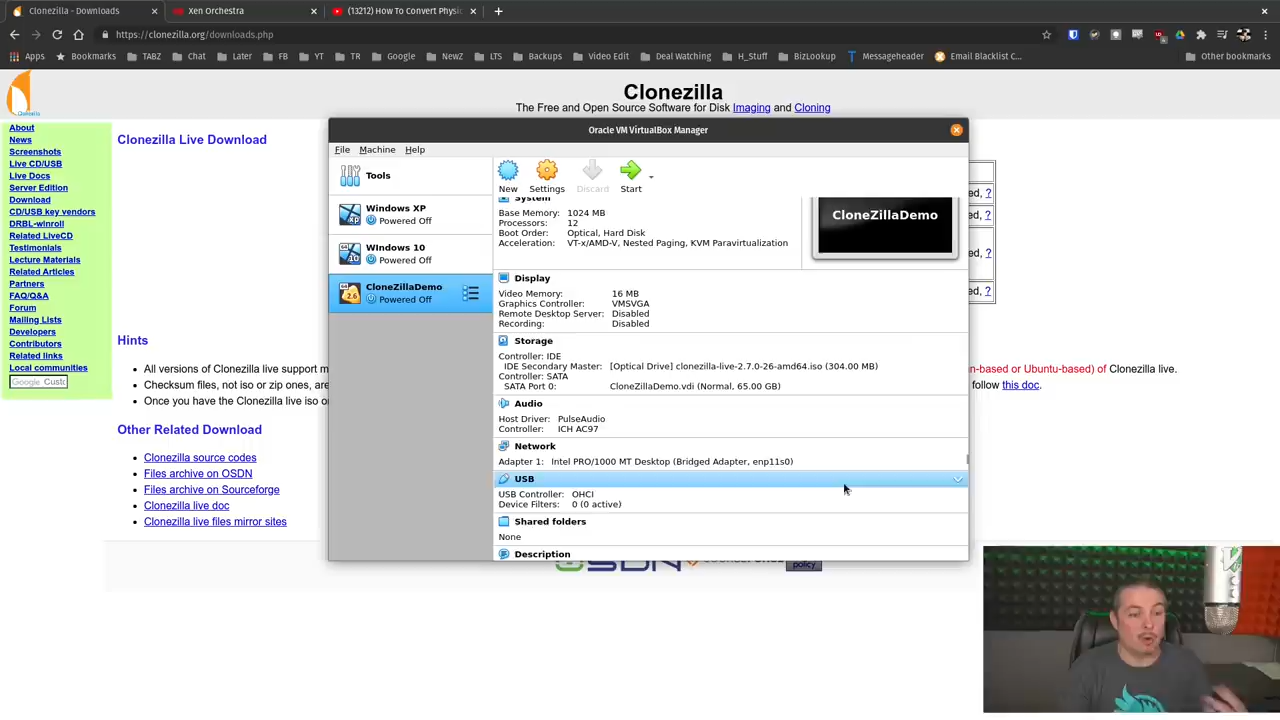 Clonezilla - Downloads
Xen Orchestra
(13212) How To Convert Physic
https://clonezilla.org/downloads.php
Apps
Bookmarks
TABZ
Chat
Later
FB
YT
TR
Google
NewZ
LTS
Backups
Video Edit
Deal Watching
H_Stuff
BizLookup
Messageheader
Email Blacklist C...
Other bookmarks
Clonezilla
The Free and Open Source Software for Disk Imaging and Cloning
About
News
Screenshots
Live CD/USB
Live Docs
Server Edition
Download
CD/USB key vendors
DRBL-winroll
Related LiveCD
Testimonials
Lecture Materials
Related Articles
Partners
FAQ/Q&A
Forum
Mailing Lists
Developers
Contributors
Related links
Local communities
Google Custo
Clonezilla Live Download
Hints
All versions of Clonezilla live support m
n-based or Ubuntu-based) of Clonezilla live.
Checksum files, not iso or zip ones, are
follow this doc.
Once you have the Clonezilla live iso or
Other Related Download
Clonezilla source codes
Files archive on OSDN
Files archive on Sourceforge
Clonezilla live doc
Clonezilla live files mirror sites
ed, ?
ed, ?
ed, ?
ed, ?
policy
Oracle VM VirtualBox Manager
File Machine Help
Tools
Windows XP
Powered Off
WIndows 10
Powered Off
CloneZillaDemo
Powered Off
New
Settings
Discard
Start
System
Base Memory: 1024 MB
Processors: 12
Boot Order: Optical, Hard Disk
Acceleration: VT-x/AMD-V, Nested Paging, KVM Paravirtualization
CloneZillaDemo
Display
Video Memory: 16 MB
Graphics Controller: VMSVGA
Remote Desktop Server: Disabled
Recording: Disabled
Storage
Controller: IDE
IDE Secondary Master: [Optical Drive] clonezilla-live-2.7.0-26-amd64.iso (304.00 MB)
Controller: SATA
SATA Port 0: CloneZillaDemo.vdi (Normal, 65.00 GB)
Audio
Host Driver: PulseAudio
Controller: ICH AC97
Network
Adapter 1: Intel PRO/1000 MT Desktop (Bridged Adapter, enp11s0)
USB
USB Controller: OHCI
Device Filters: 0 (0 active)
Shared folders
None
Description